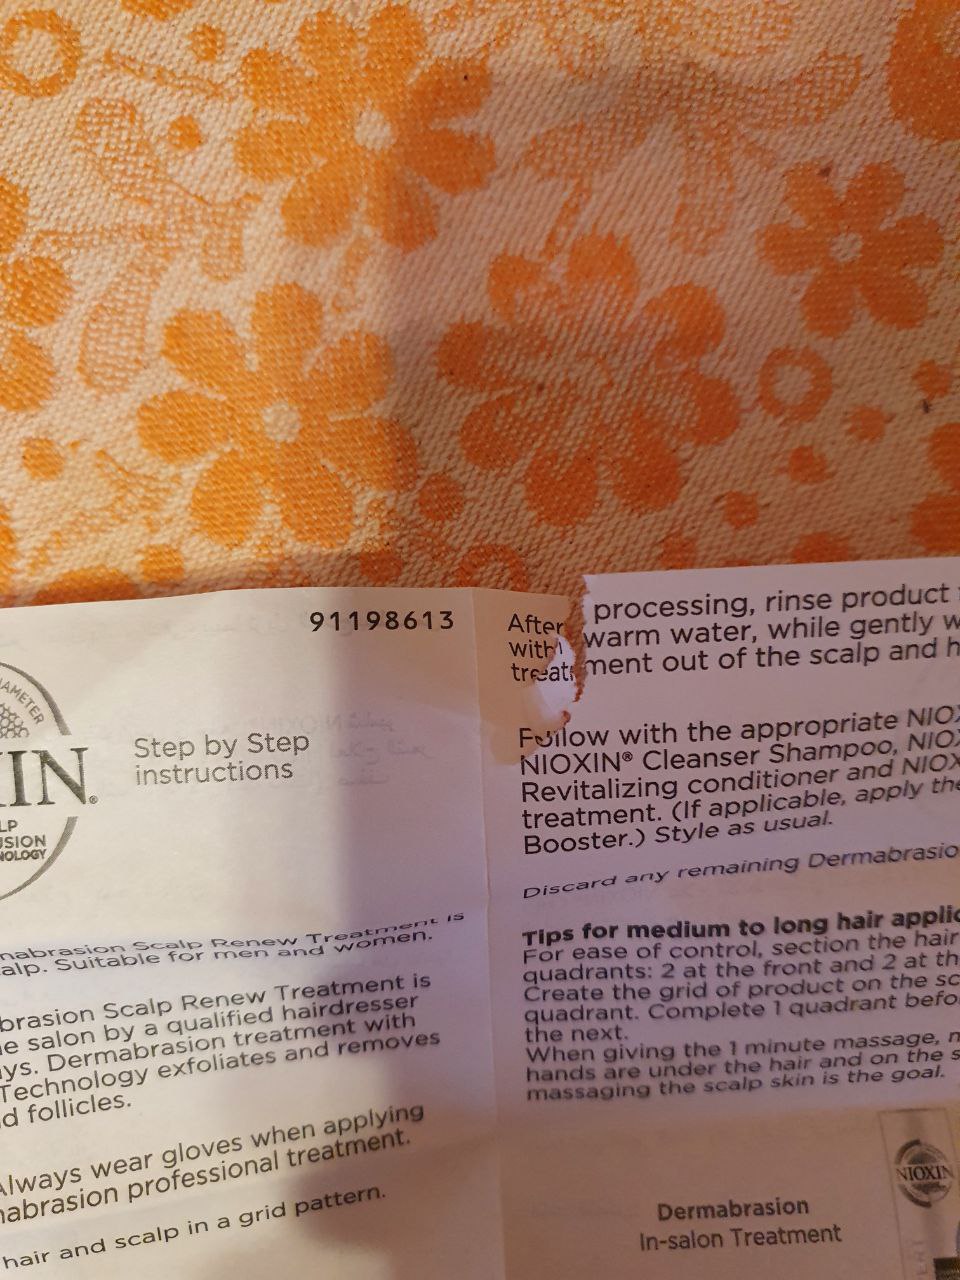 91198613
AMETER
XIN®
LP
USION
NOLOGY
Step by Step
instructions
nabrasion Scalp Renew Treatment is
alp. Suitable for men and women.
brasion Scalp Renew Treatment is
e salon by a qualified hairdresser
ys. Dermabrasion treatment with
Technology exfoliates and removes
d follicles.
Always wear gloves when applying
nabrasion professional treatment.
hair and scalp in a grid pattern.
After processing, rinse product
with warm water, while gently w
treatment out of the scalp and h
Follow with the appropriate NIOX
NIOXIN® Cleanser Shampoo, NIOX
Revitalizing conditioner and NIOX
treatment. (If applicable, apply the
Booster.) Style as usual.
Discard any remaining Dermabrasio
Tips for medium to long hair applic
For ease of control, section the hair
quadrants: 2 at the front and 2 at th
Create the grid of product on the sc
quadrant. Complete 1 quadrant befo
the next.
When giving the 1 minute massage, m
hands are under the hair and on the s
massaging the scalp skin is the goal.
Dermabrasion
In-salon Treatment
NIOXIN